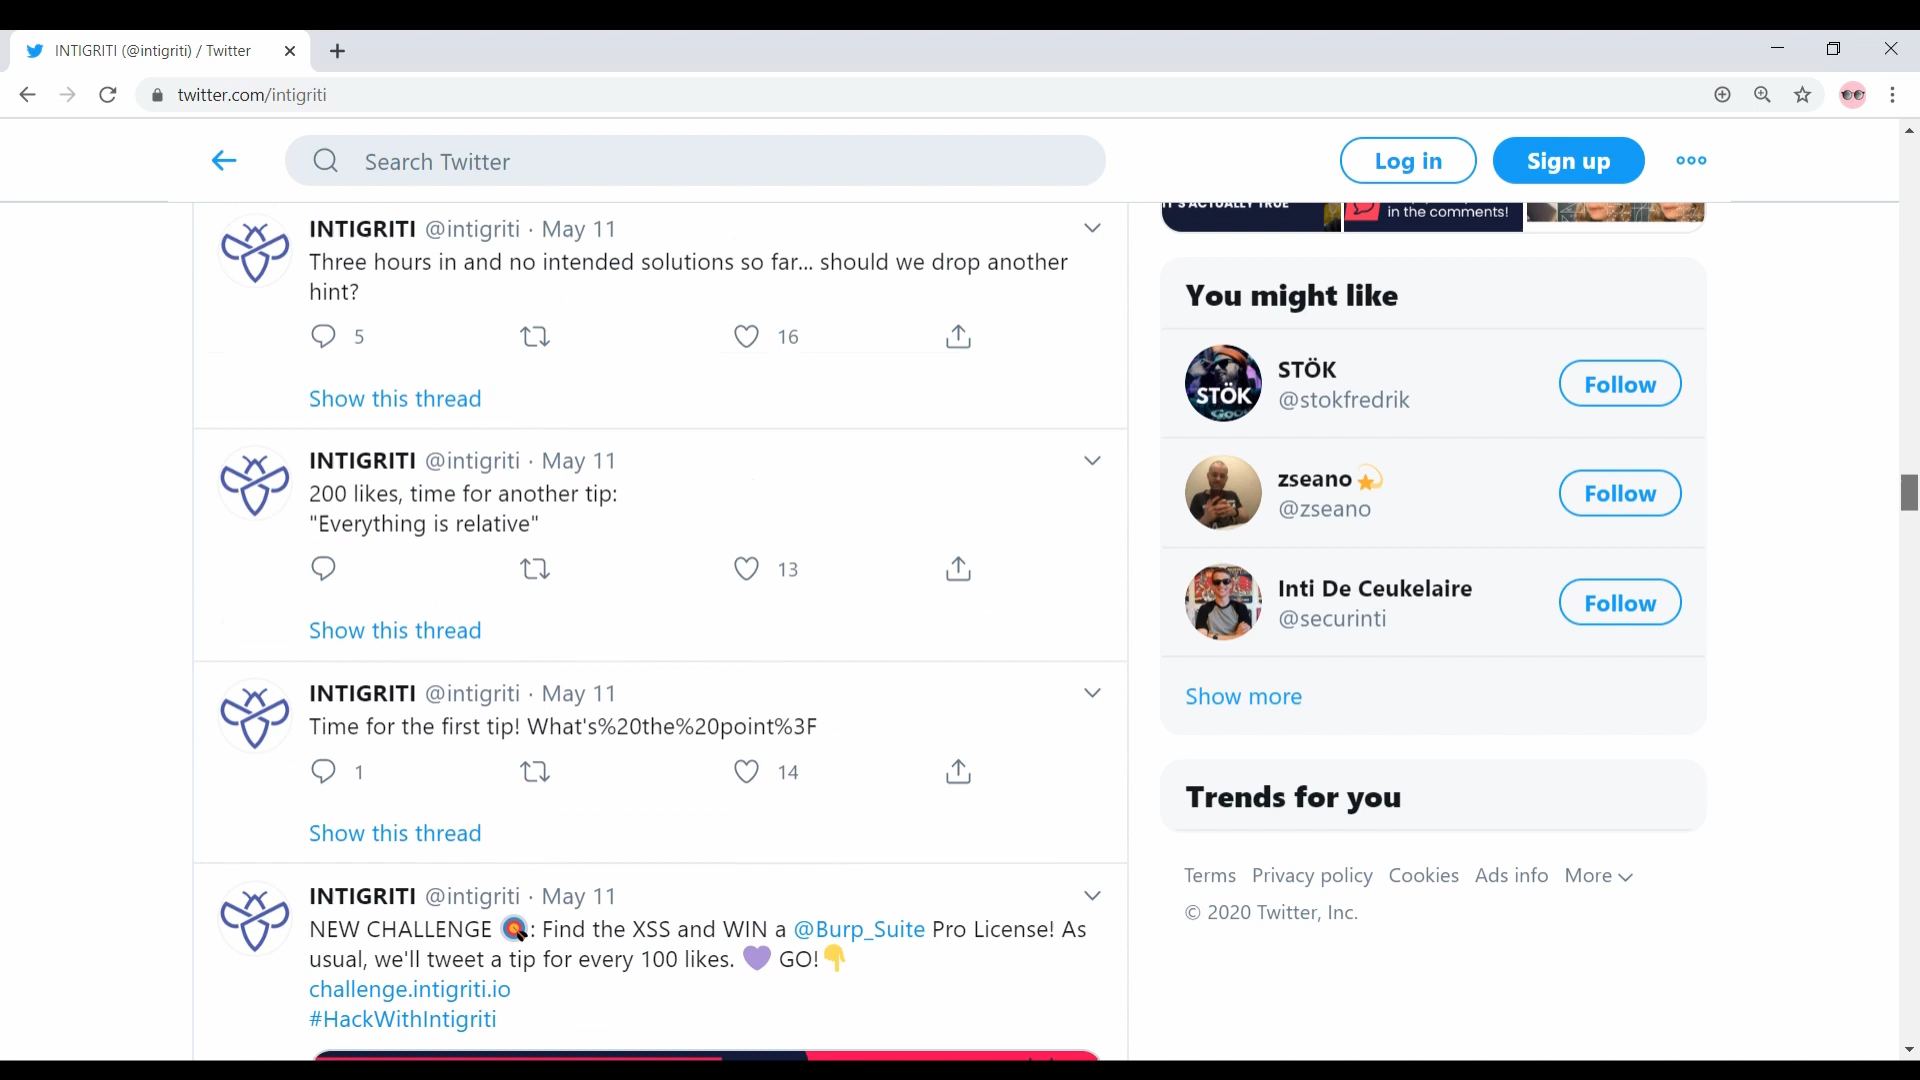 INTIGRITI (@intigriti) / Twitter
twitter.com/intigriti
Search Twitter
Log in
Sign up
INTIGRITI @intigriti · May 11
Three hours in and no intended solutions so far... should we drop another
hint?
5
16
Show this thread
INTIGRITI @intigriti · May 11
200 likes, time for another tip:
"Everything is relative"
13
Show this thread
INTIGRITI @intigriti · May 11
Time for the first tip! What's%20the%20point%3F
1
14
Show this thread
INTIGRITI @intigriti · May 11
NEW CHALLENGE 🎯: Find the XSS and WIN a @Burp_Suite Pro License! As
usual, we'll tweet a tip for every 100 likes. 💜 GO!👇
challenge.intigriti.io
#HackWithIntigriti
IT'S ACTUALLY TRUE
in the comments!
You might like
STÖK
STÖK
@stokfredrik
Follow
zseano💫
@zseano
Follow
Inti De Ceukelaire
@securinti
Follow
Show more
Trends for you
Terms Privacy policy Cookies Ads info More
© 2020 Twitter, Inc.